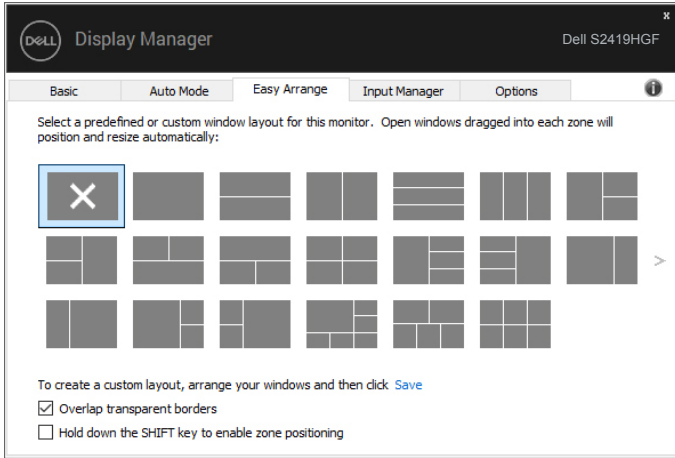 x
DELL Display Manager
Dell S2419HGF
Basic Auto Mode Easy Arrange Input Manager Options i
Select a predefined or custom window layout for this monitor. Open windows dragged into each zone will
position and resize automatically:
>
To create a custom layout, arrange your windows and then click Save
Overlap transparent borders
Hold down the SHIFT key to enable zone positioning